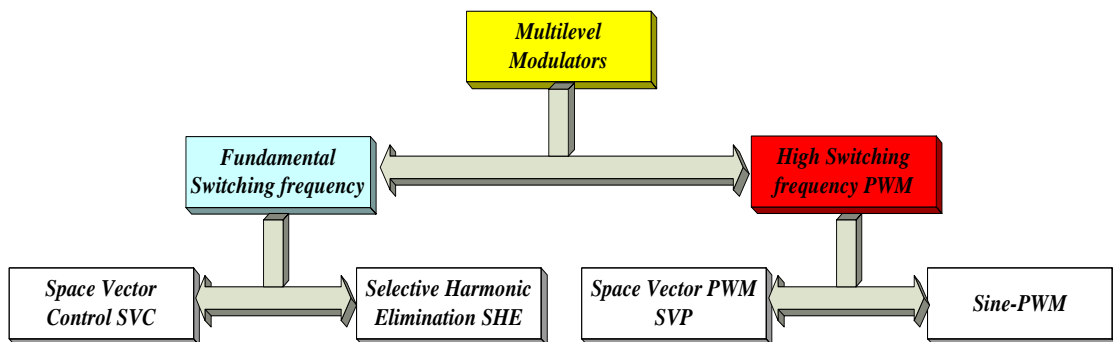 Multilevel
Modulators
Fundamental
Switching frequency
High Switching
frequency PWM
Space Vector
Control SVC
Selective Harmonic
Elimination SHE
Space Vector PWM
SVP
Sine-PWM